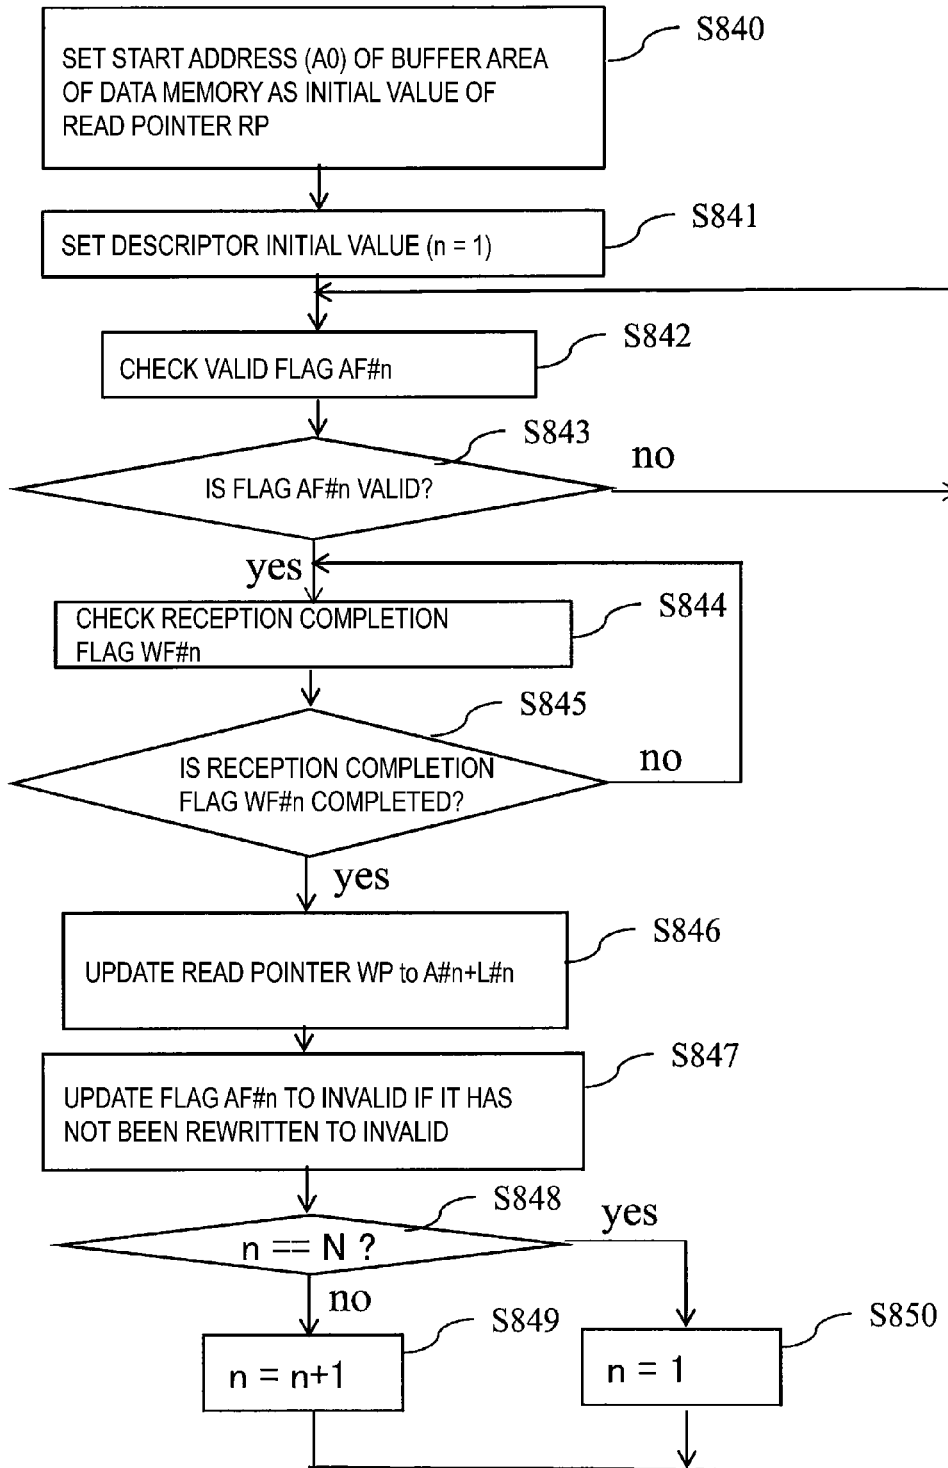 S840
SET START ADDRESS (A0) OF BUFFER AREA
OF DATA MEMORY AS INITIAL VALUE OF
READ POINTER RP
S841
SET DESCRIPTOR INITIAL VALUE (n = 1)
S842
CHECK VALID FLAG AF#n
S843
no
IS FLAG AF#n VALID?
yes
S844
CHECK RECEPTION COMPLETION
FLAG WF#n
S845
no
IS RECEPTION COMPLETION
FLAG WF#n COMPLETED?
yes
S846
UPDATE READ POINTER WP to A#n+L#n
S847
UPDATE FLAG AF#n TO INVALID IF IT HAS
NOT BEEN REWRITTEN TO INVALID
S848
yes
n == N ?
no
S849
S850
n = n+1
n = 1